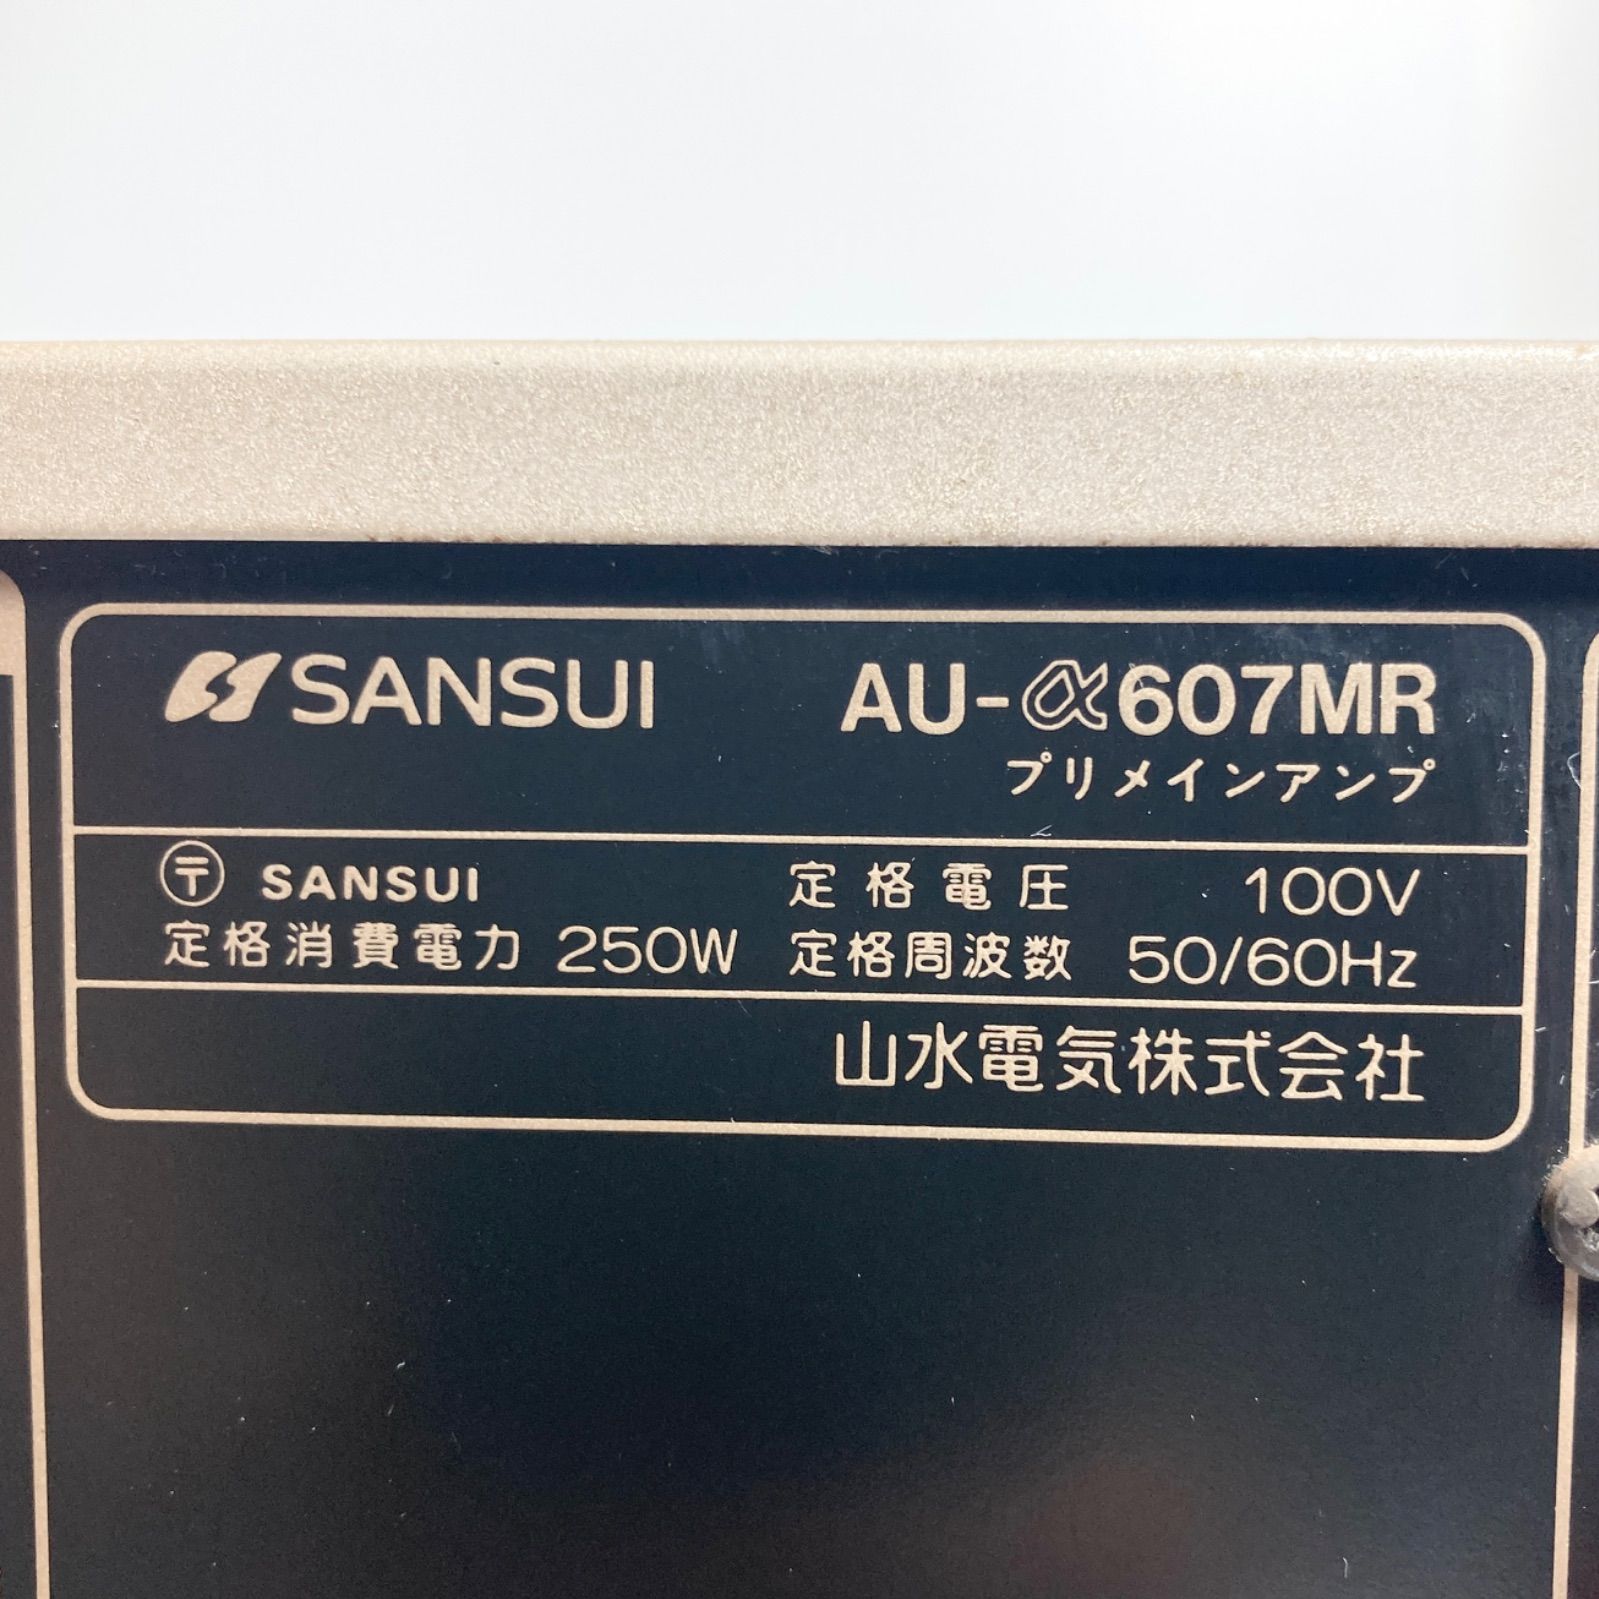 SANSUI AU-α607MR
プリメインアンプ
〒 SANSUI 定格電圧 100V
定格消費電力 250W 定格周波数 50/60Hz
山水電気株式会社